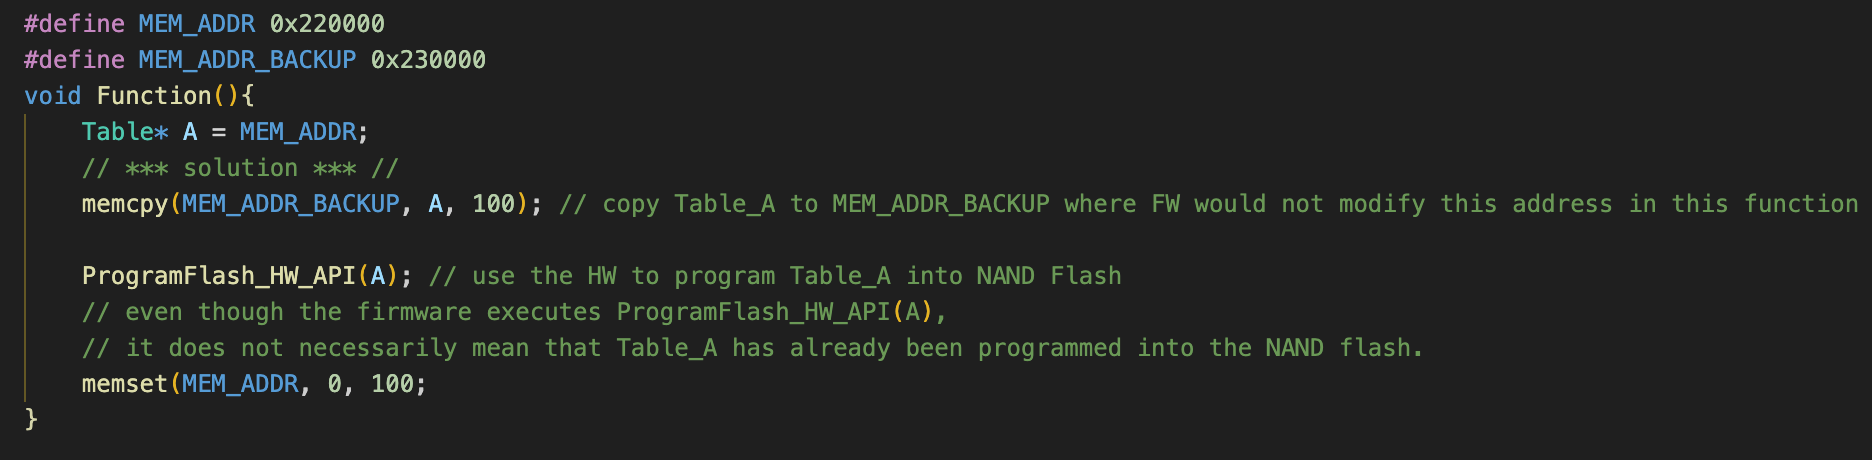 #define MEM_ADDR 0x220000
#define MEM_ADDR_BACKUP 0x230000
void Function(){
    Table* A = MEM_ADDR;
    // *** solution *** //
    memcpy(MEM_ADDR_BACKUP, A, 100); // copy Table_A to MEM_ADDR_BACKUP where FW would not modify this address in this function
    ProgramFlash_HW_API(A); // use the HW to program Table_A into NAND Flash
    // even though the firmware executes ProgramFlash_HW_API(A),
    // it does not necessarily mean that Table_A has already been programmed into the NAND flash.
    memset(MEM_ADDR, 0, 100;
}